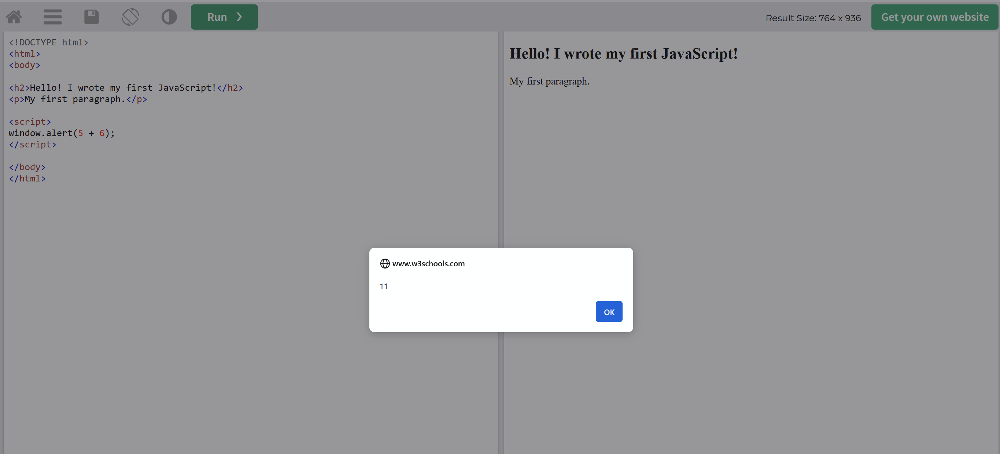 Run ❯
Result Size: 764 x 936
Get your own website
<!DOCTYPE html>
<html>
<body>
<h2>Hello! I wrote my first JavaScript!</h2>
<p>My first paragraph.</p>
<script>
window.alert(5 + 6);
</script>
</body>
</html>
Hello! I wrote my first JavaScript!
My first paragraph.
www.w3schools.com
11
OK